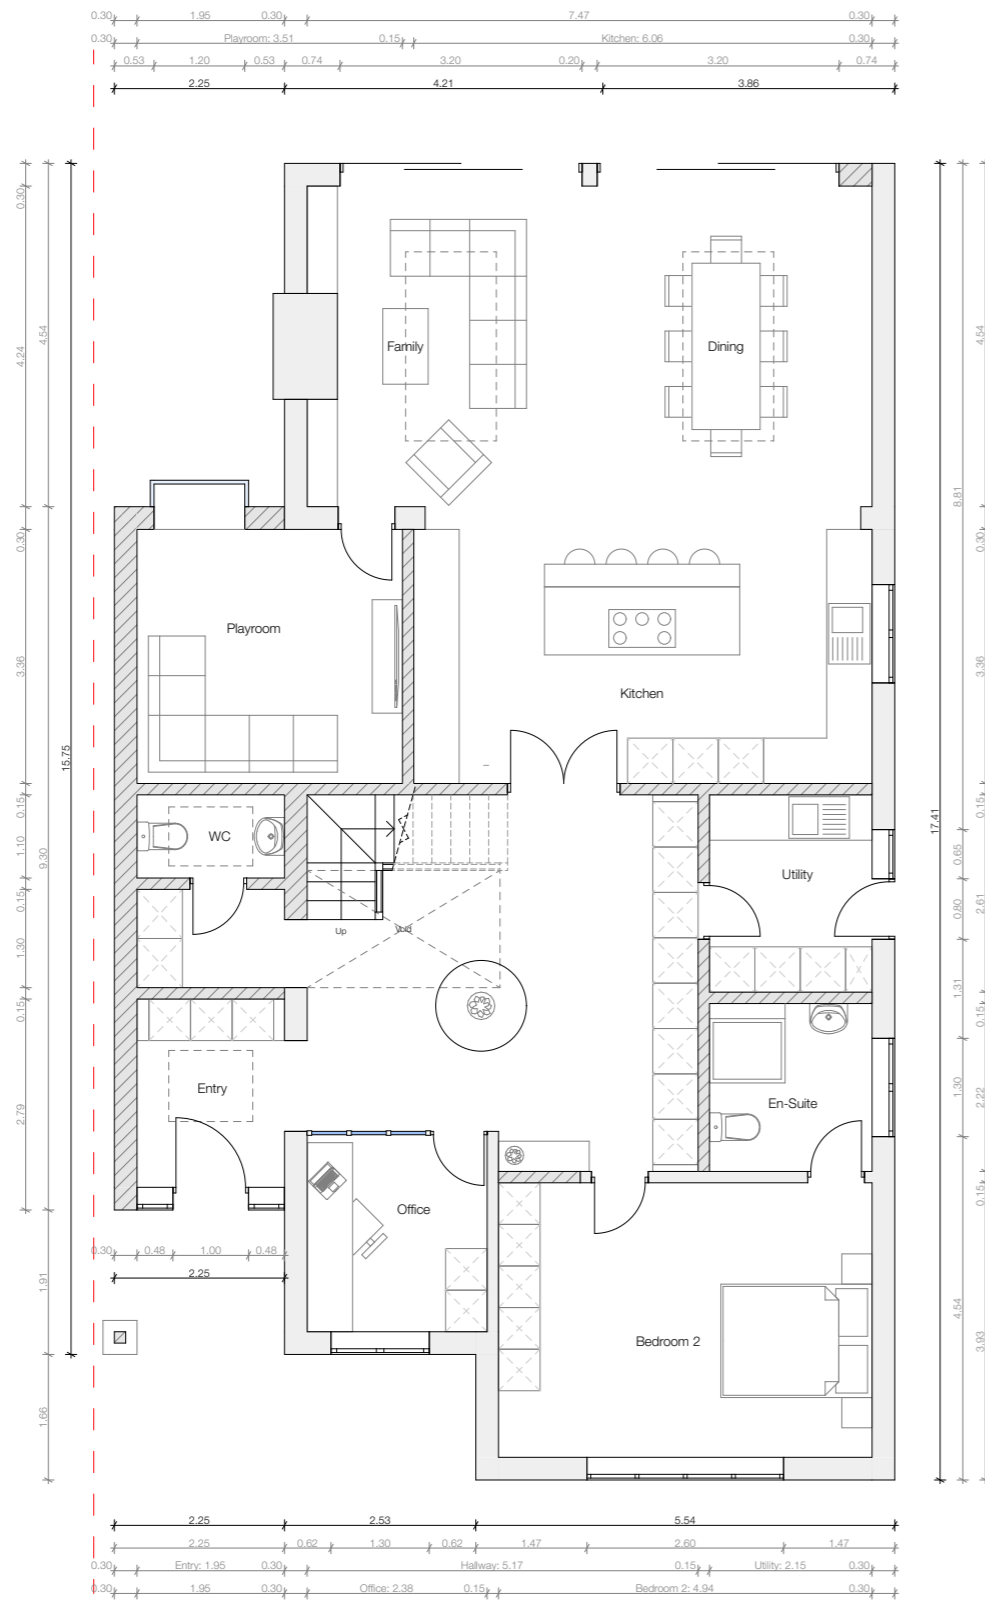 0.30 1.95 0.30 7.47 0.30
0.30 Playroom: 3.51 0.15 Kitchen: 6.06 0.30
0.53 1.20 0.53 0.74 3.20 0.20 3.20 0.74
2.25 4.21 3.86
0.30
4.24
0.30
3.36
0.15
1.10
0.15
1.30
0.15
2.79
4.54
9.30
1.91
1.66
15.75
Family
Dining
Playroom
Kitchen
WC
Utility
Up
Void
Entry
En-Suite
Office
Bedroom 2
17.41
8.81
0.65
0.80
1.31
1.30
4.54
4.54
0.30
3.36
0.15
2.61
0.15
2.22
0.15
3.93
0.30 0.48 1.00 0.48
2.25
2.25 2.53 5.54
2.25 0.62 1.30 0.62 1.47 2.60 1.47
0.30 Entry: 1.95 0.30 Hallway: 5.17 0.15 Utility: 2.15 0.30
0.30 1.95 0.30 Office: 2.38 0.15 Bedroom 2: 4.94 0.30